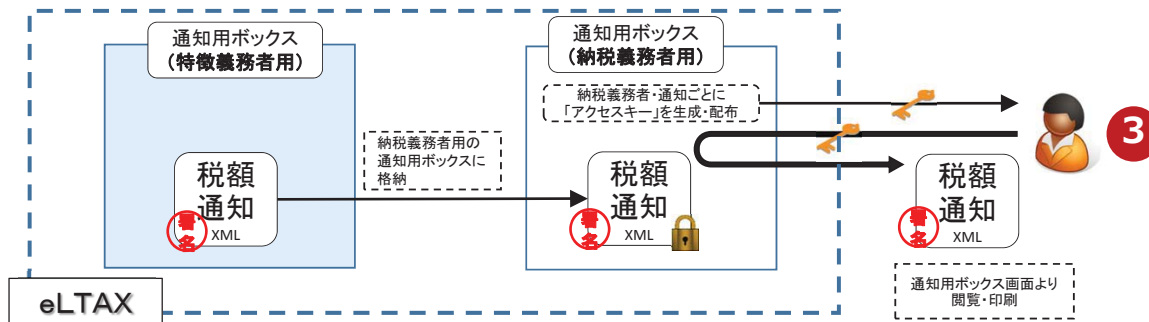 通知用ボックス
（特徴義務者用）
通知用ボックス
（納税義務者用）
納税義務者・通知ごとに
「アクセスキー」を生成・配布
3
納税義務者用の
通知用ボックスに
格納
税額
通知
署名
XML
税額
通知
署名
XML
税額
通知
署名
XML
通知用ボックス画面より
閲覧・印刷
eLTAX